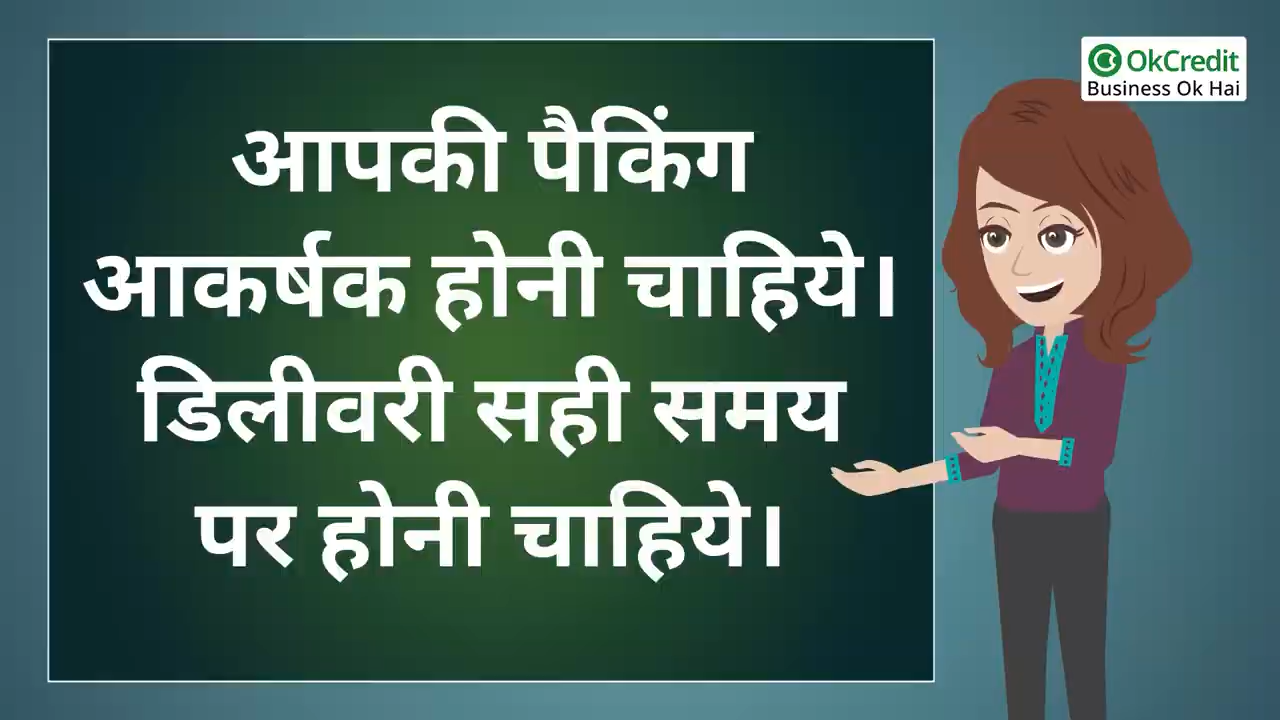 OkCredit
Business Ok Hai
आपकी पैकिंग
आकर्षक होनी चाहिये।
डिलीवरी सही समय
पर होनी चाहिये।